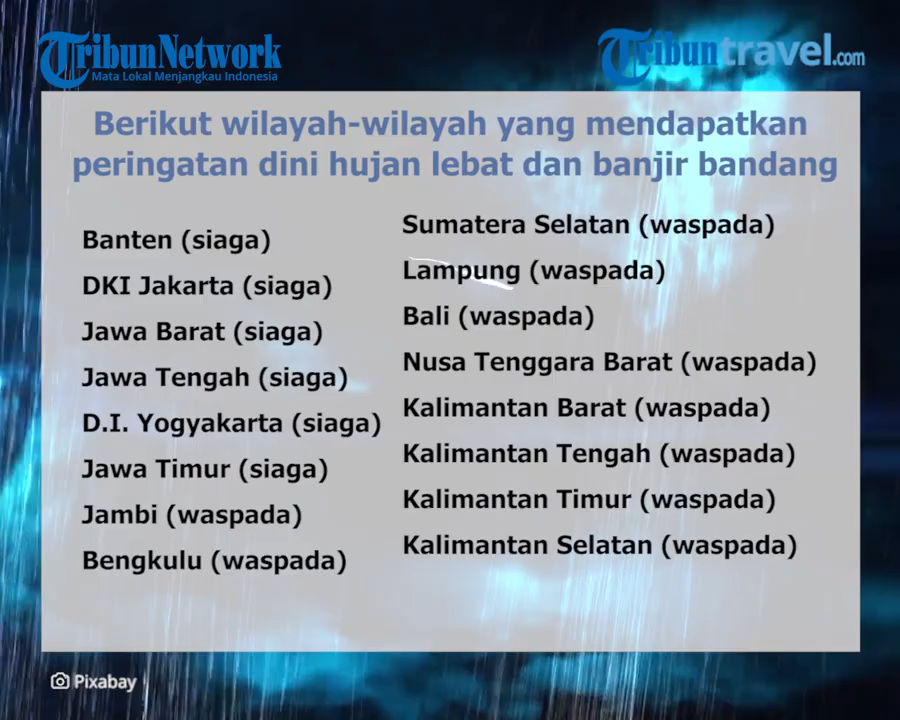 TribunNetwork
Mata Lokal Menjangkau Indonesia
Tribuntravel.com
Berikut wilayah-wilayah yang mendapatkan
peringatan dini hujan lebat dan banjir bandang
Banten (siaga)
DKI Jakarta (siaga)
Jawa Barat (siaga)
Jawa Tengah (siaga)
D.I. Yogyakarta (siaga)
Jawa Timur (siaga)
Jambi (waspada)
Bengkulu (waspada)
Sumatera Selatan (waspada)
Lampung (waspada)
Bali (waspada)
Nusa Tenggara Barat (waspada)
Kalimantan Barat (waspada)
Kalimantan Tengah (waspada)
Kalimantan Timur (waspada)
Kalimantan Selatan (waspada)
Pixabay